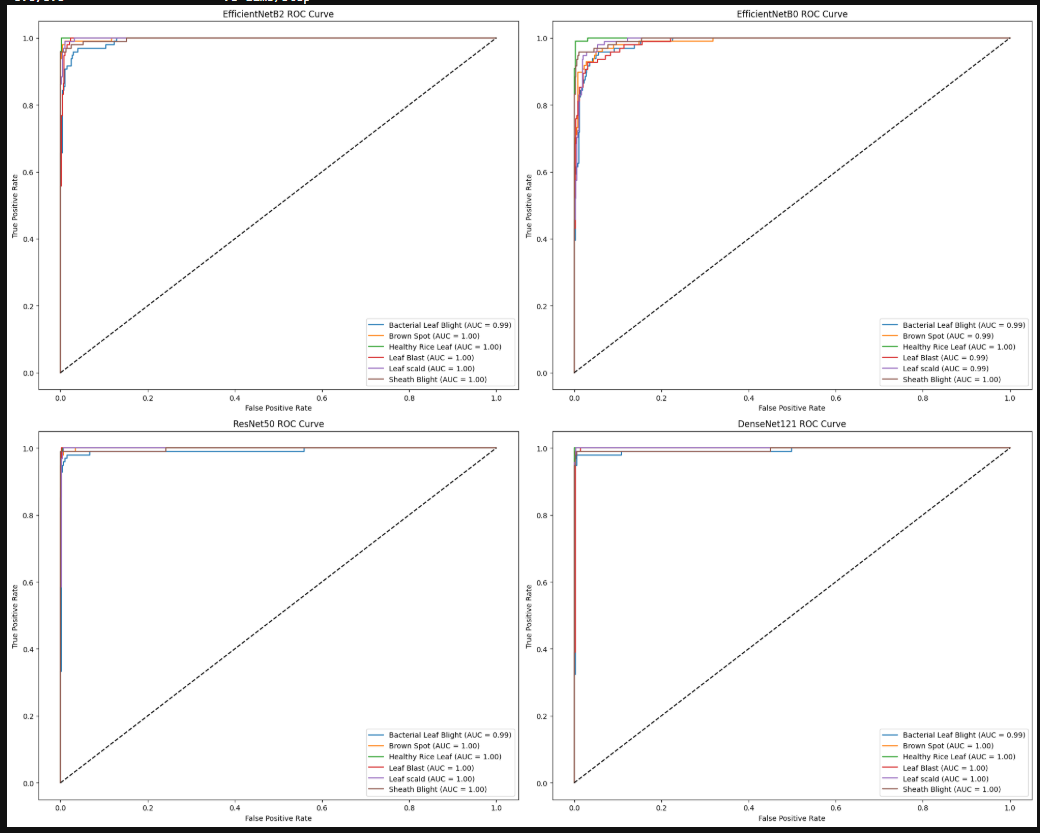 EfficientNetB2 ROC Curve
1.0
0.8
0.6
0.4
0.2
0.0
True Positive Rate
Bacterial Leaf Blight (AUC = 0.99)
Brown Spot (AUC = 1.00)
Healthy Rice Leaf (AUC = 1.00)
Leaf Blast (AUC = 1.00)
Leaf scald (AUC = 1.00)
Sheath Blight (AUC = 1.00)
0.0 0.2 0.4 0.6 0.8 1.0
False Positive Rate
EfficientNetB0 ROC Curve
1.0
0.8
0.6
0.4
0.2
0.0
True Positive Rate
Bacterial Leaf Blight (AUC = 0.99)
Brown Spot (AUC = 0.99)
Healthy Rice Leaf (AUC = 1.00)
Leaf Blast (AUC = 0.99)
Leaf scald (AUC = 0.99)
Sheath Blight (AUC = 1.00)
0.0 0.2 0.4 0.6 0.8 1.0
False Positive Rate
ResNet50 ROC Curve
1.0
0.8
0.6
0.4
0.2
0.0
True Positive Rate
Bacterial Leaf Blight (AUC = 0.99)
Brown Spot (AUC = 1.00)
Healthy Rice Leaf (AUC = 1.00)
Leaf Blast (AUC = 1.00)
Leaf scald (AUC = 1.00)
Sheath Blight (AUC = 1.00)
0.0 0.2 0.4 0.6 0.8 1.0
False Positive Rate
DenseNet121 ROC Curve
1.0
0.8
0.6
0.4
0.2
0.0
True Positive Rate
Bacterial Leaf Blight (AUC = 0.99)
Brown Spot (AUC = 1.00)
Healthy Rice Leaf (AUC = 1.00)
Leaf Blast (AUC = 1.00)
Leaf scald (AUC = 1.00)
Sheath Blight (AUC = 1.00)
0.0 0.2 0.4 0.6 0.8 1.0
False Positive Rate